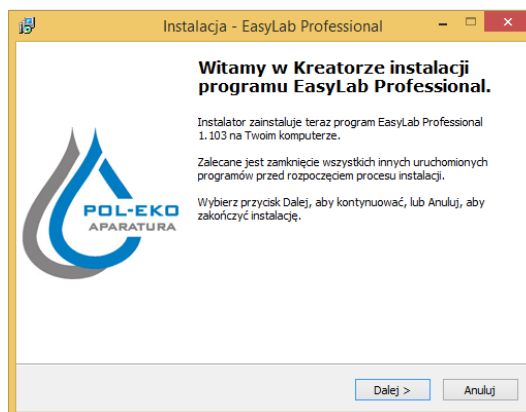 Instalacja - EasyLab Professional
Witamy w Kreatorze instalacji
programu EasyLab Professional.
Instalator zainstaluje teraz program EasyLab Professional
1.103 na Twoim komputerze.
Zalecane jest zamknięcie wszystkich innych uruchomionych
programów przed rozpoczęciem procesu instalacji.
Wybierz przycisk Dalej, aby kontynuować, lub Anuluj, aby
zakończyć instalację.
POL-EKO
APARATURA
Dalej >
Anuluj